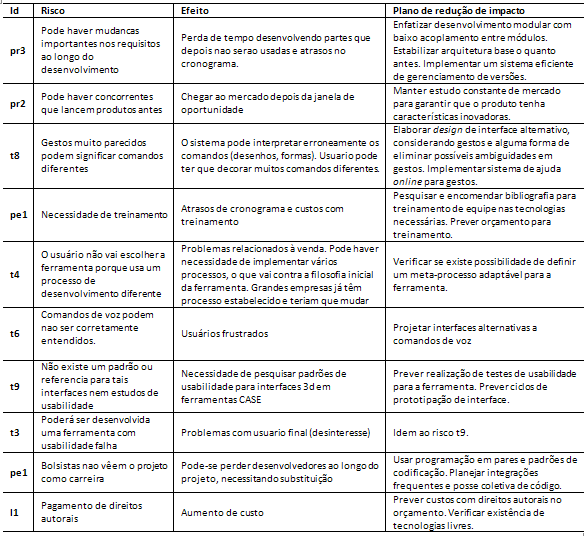 Id Risco Efeito Plano de redução de impacto
pr3
Pode haver mudancas
importantes nos requisitos
ao longo do
desenvolvimento
Perda de tempo desenvolvendo partes que
depois nao serao usadas e atrasos no
cronograma.
Enfatizar desenvolvimento modular com
baixo acoplamento entre módulos.
Estabilizar arquitetura base o quanto
antes. Implementar um sistema eficiente
de gerenciamento de versões.
pr2
Pode haver concorrentes
que lancem produtos antes
Chegar ao mercado depois da janela de
oportunidade
Manter estudo constante de mercado
para garantir que o produto tenha
características inovadoras.
t8
Gestos muito parecidos
podem significar comandos
diferentes
O sistema pode interpretar erroneamente os
comandos (desenhos, formas). Usuario pode
ter que decorar muitos comandos diferentes.
Elaborar design de interface alternativo,
considerando gestos e alguma forma de
eliminar possíveis ambiguidades em
gestos. Implementar sistema de ajuda
online para gestos.
pe1
Necessidade de treinamento
Atrasos de cronograma e custos com
treinamento
Pesquisar e encomendar bibliografia para
treinamento de equipe nas tecnologias
necessárias. Prever orçamento para
treinamento.
t4
O usuário não vai escolher a
ferramenta porque usa um
processo de
desenvolvimento diferente
Problemas relacionados à venda. Pode haver
necessidade de implementar vários
processos, o que vai contra a filosofia inicial
da ferramenta. Grandes empresas já têm
processo estabelecido e teriam que mudar
Verificar se existe possibilidade de definir
um meta-processo adaptável para a
ferramenta.
t6
Comandos de voz podem
nao ser corretamente
entendidos.
Usuários frustrados
Projetar interfaces alternativas a
comandos de voz
t9
Não existe um padrão ou
referencia para tais
interfaces nem estudos de
usabilidade
Necessidade de pesquisar padrões de
usabilidade para interfaces 3d em
ferramentas CASE
Prever realização de testes de usabilidade
para a ferramenta. Prever ciclos de
prototipação de interface.
t3
Poderá ser desenvolvida
uma ferramenta com
usabilidade falha
Problemas com usuario final (desinteresse)
Idem ao risco t9.
pe1
Bolsistas nao vêem o projeto
como carreira
Pode-se perder desenvolvedores ao longo do
projeto, necessitando substituição
Usar programação em pares e padrões de
codificação. Planejar integrações
frequentes e posse coletiva de código.
l1
Pagamento de direitos
autorais
Aumento de custo
Prever custos com direitos autorais no
orçamento. Verificar existência de
tecnologias livres.